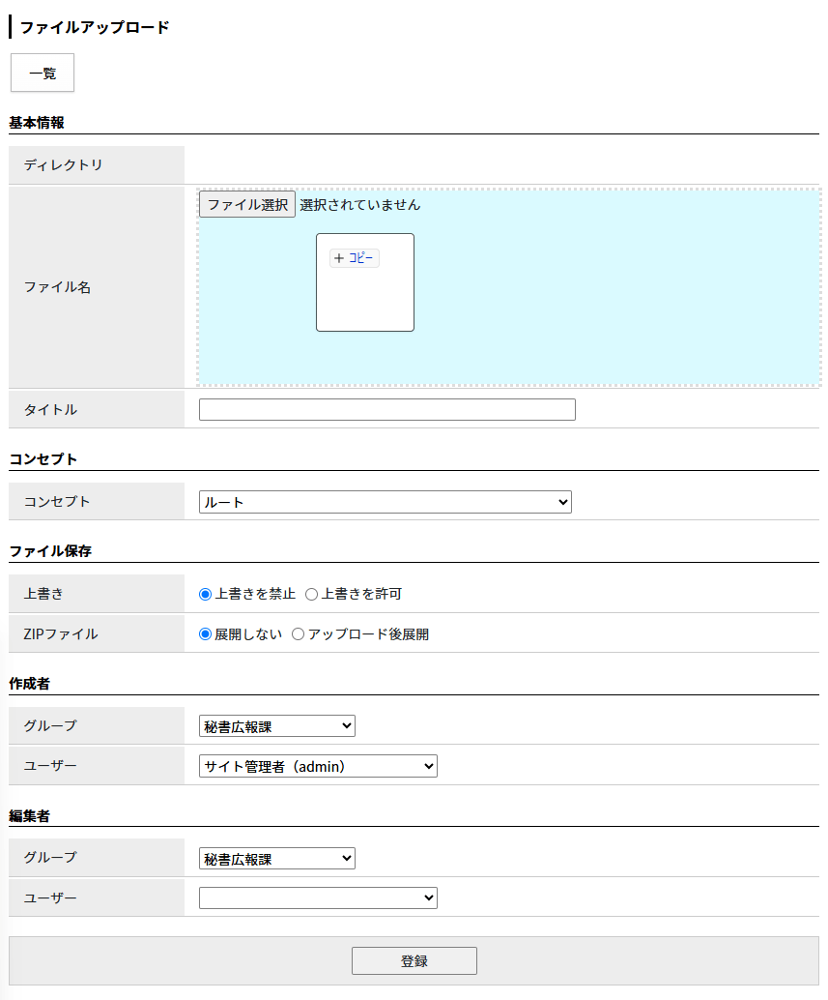 ファイルアップロード
一覧
基本情報
ディレクトリ
ファイル名
ファイル選択 選択されていません
+ コピー
タイトル
コンセプト
コンセプト ルート
ファイル保存
上書き 上書きを禁止 上書きを許可
ZIPファイル 展開しない アップロード後展開
作成者
グループ 秘書広報課
ユーザー サイト管理者（admin）
編集者
グループ 秘書広報課
ユーザー
登録